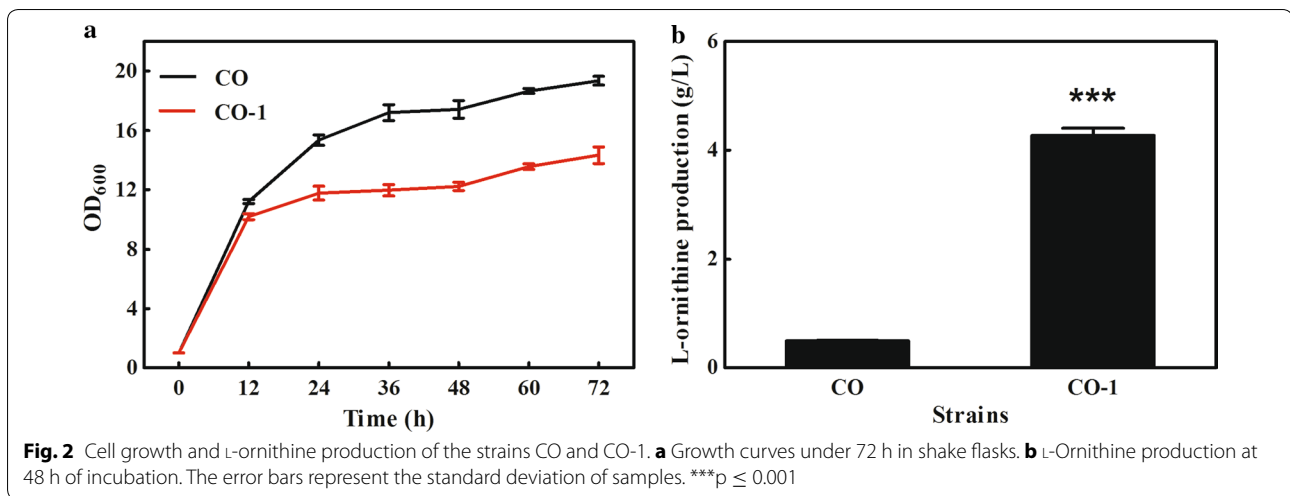 a
20
16
12
8
4
0
OD600
CO
CO-1
0 12 24 36 48 60 72
Time (h)
b
6
4
2
0
L-ornithine production (g/L)
***
CO CO-1
Strains
Fig. 2 Cell growth and L-ornithine production of the strains CO and CO-1. a Growth curves under 72 h in shake flasks. b L-Ornithine production at
48 h of incubation. The error bars represent the standard deviation of samples. ***p ≤ 0.001